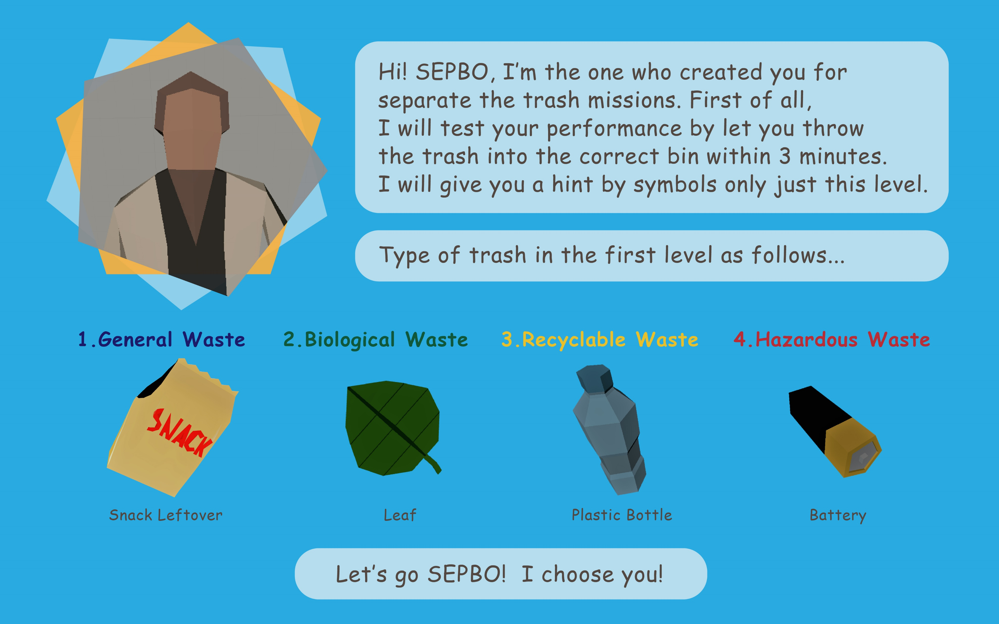 Hi! SEPBO, I'm the one who created you for
separate the trash missions. First of all,
I will test your performance by let you throw
the trash into the correct bin within 3 minutes.
I will give you a hint by symbols only just this level.
Type of trash in the first level as follows...
1.General Waste
2.Biological Waste
3.Recyclable Waste
4.Hazardous Waste
SNACK
Snack Leftover
Leaf
Plastic Bottle
Battery
Let's go SEPBO!  I choose you!